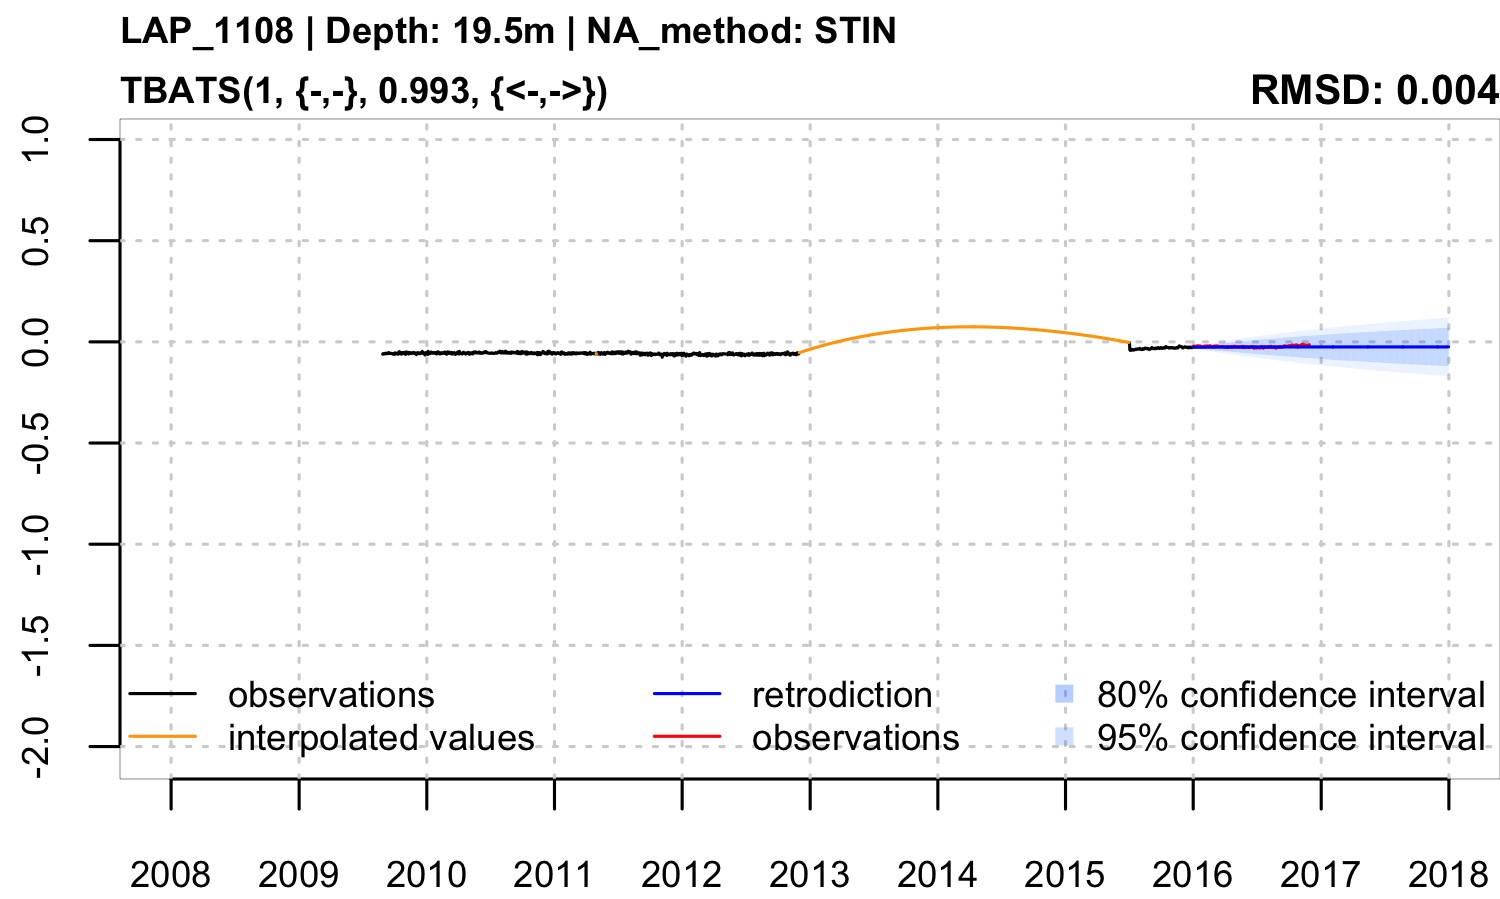 LAP_1108 | Depth: 19.5m | NA_method: STIN
TBATS(1, {-,-}, 0.993, {<-,->})
RMSD: 0.004
1.0
0.5
0.0
-0.5
-1.0
-1.5
-2.0
observations
retrodiction
80% confidence interval
interpolated values
observations
95% confidence interval
2008 2009 2010 2011 2012 2013 2014 2015 2016 2017 2018